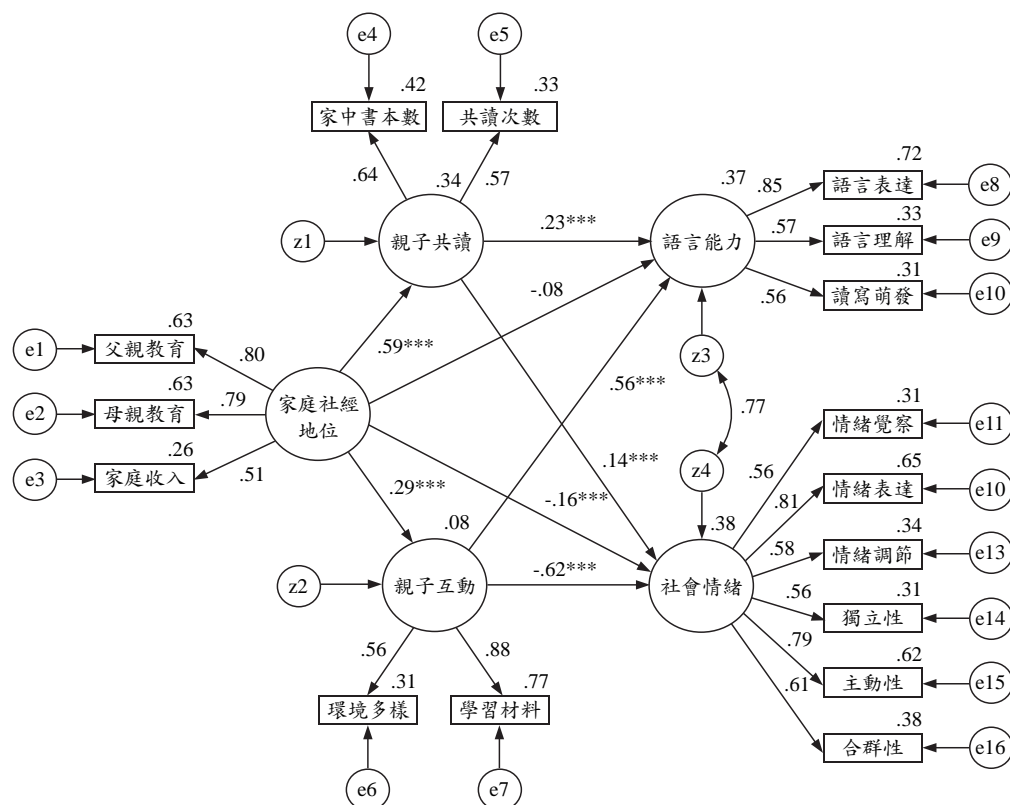 e4
e5
.42
.33
家中書本數
共讀次數
.64
.34
.57
.37
.85
.72
語言表達
e8
z1
親子共讀
.23***
語言能力
.57
.33
語言理解
e9
.31
.56
讀寫萌發
e10
-.08
.63
e1
父親教育
.80
.59***
z3
.63
e2
母親教育
.79
家庭社經
地位
.56***
.77
.31
情緒覺察
e11
.26
e3
家庭收入
.51
.14***
z4
.56
.65
情緒表達
e10
.29***
-.16***
.81
.08
.38
.34
.58
情緒調節
e13
z2
親子互動
-.62***
社會情緒
.56
.31
獨立性
e14
.56
.88
.79
.62
主動性
e15
.31
.77
.61
環境多樣
學習材料
.38
合群性
e16
e6
e7